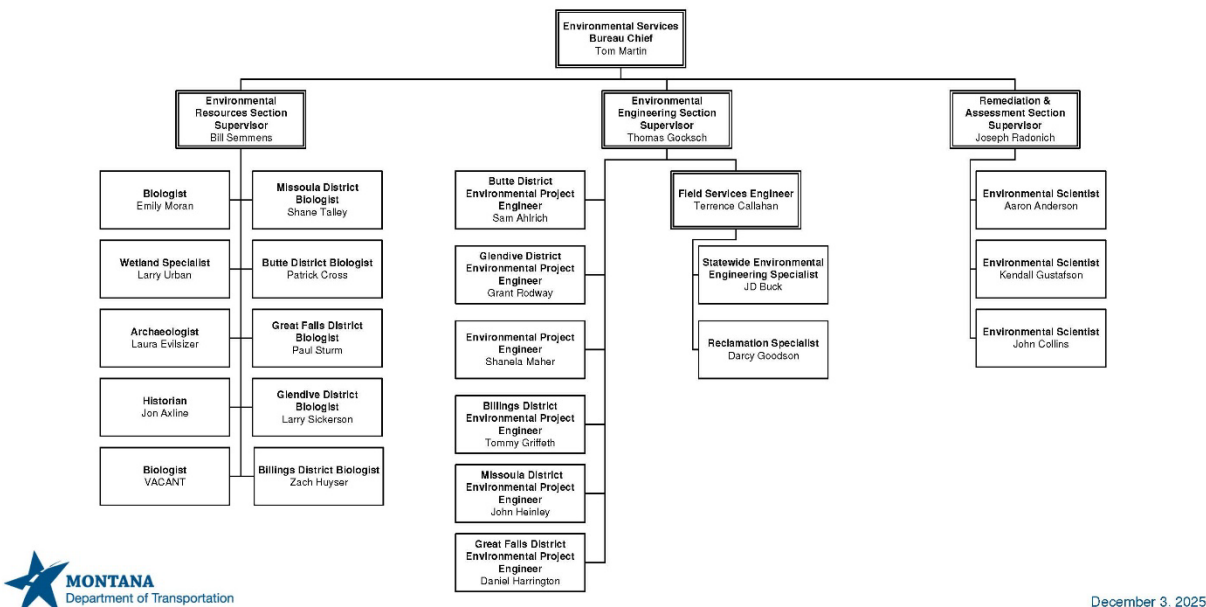 Environmental Services
Bureau Chief
Tom Martin
Environmental
Resources Section
Supervisor
Bill Semmens
Environmental
Engineering Section
Supervisor
Thomas Gocksch
Remediation &
Assessment Section
Supervisor
Joseph Radonich
Biologist
Emily Moran
Missoula District
Biologist
Shane Talley
Wetland Specialist
Larry Urban
Butte District Biologist
Patrick Cross
Archaeologist
Laura Evilsizer
Great Falls District
Biologist
Paul Sturm
Historian
Jon Axline
Glendive District
Biologist
Larry Sickerson
Biologist
VACANT
Billings District Biologist
Zach Huyser
Butte District
Environmental Project
Engineer
Sam Ahlrich
Glendive District
Environmental Project
Engineer
Grant Rodway
Environmental Project
Engineer
Shanela Maher
Billings District
Environmental Project
Engineer
Tommy Griffeth
Missoula District
Environmental Project
Engineer
John Heinley
Great Falls District
Environmental Project
Engineer
Daniel Harrington
Field Services Engineer
Terrence Callahan
Statewide Environmental
Engineering Specialist
JD Buck
Reclamation Specialist
Darcy Goodson
Environmental Scientist
Aaron Anderson
Environmental Scientist
Kendall Gustafson
Environmental Scientist
John Collins
MONTANA
Department of Transportation
December 3, 2025